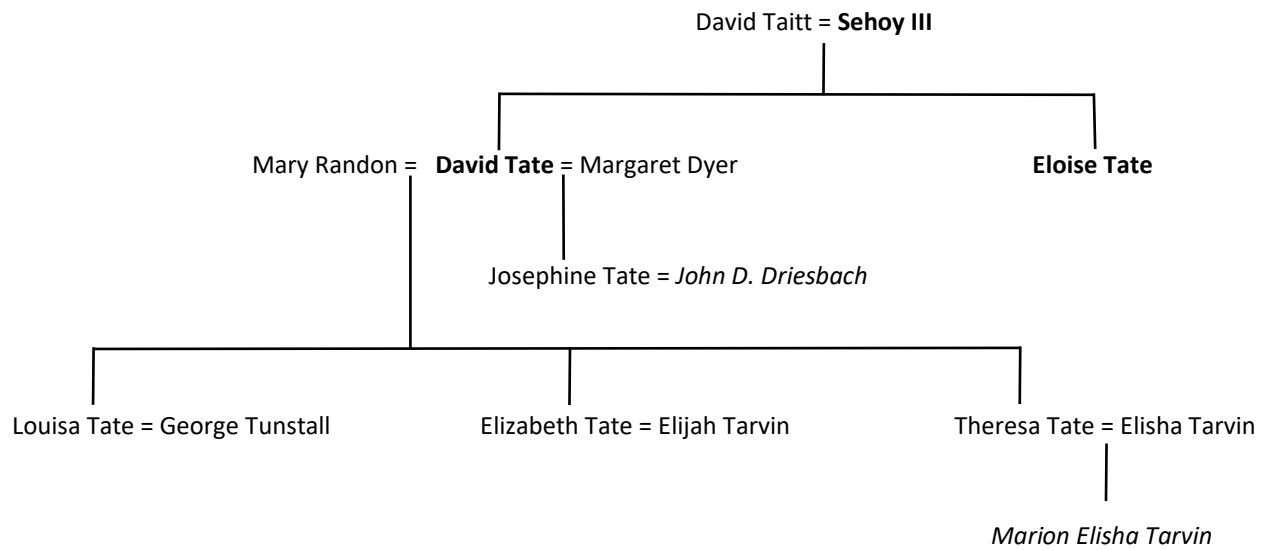 David Taitt = Sehoy III
Mary Randon = David Tate = Margaret Dyer
Eloise Tate
Josephine Tate = John D. Driesbach
Louisa Tate = George Tunstall
Elizabeth Tate = Elijah Tarvin
Theresa Tate = Elisha Tarvin
Marion Elisha Tarvin